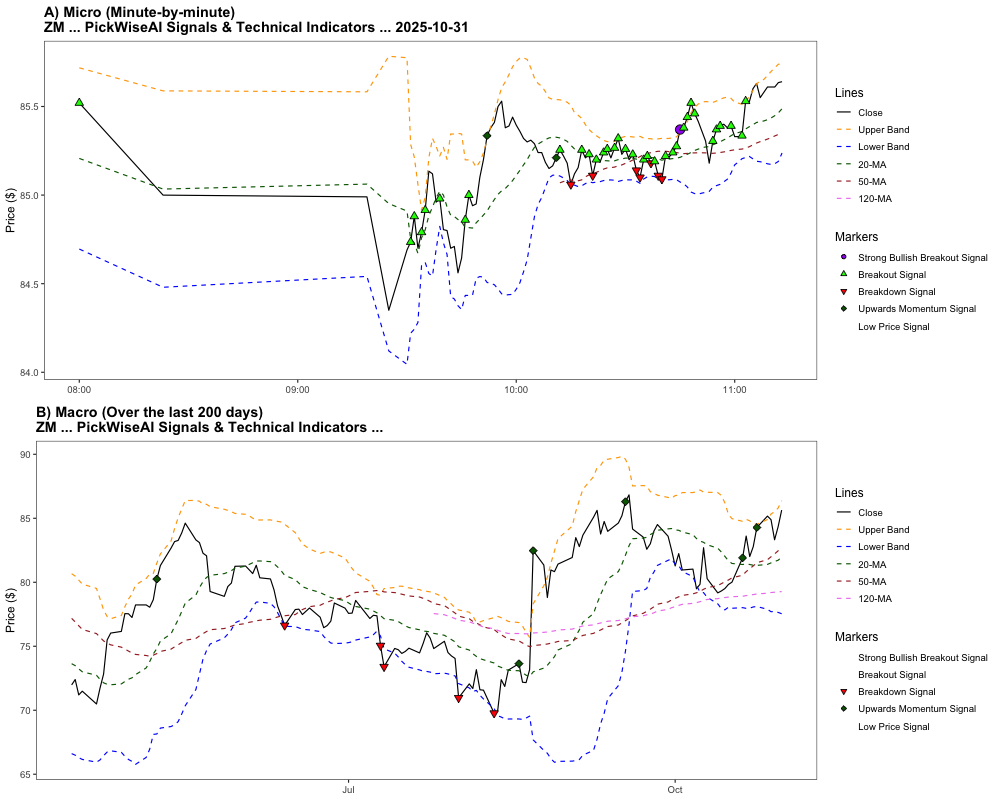 A) Micro (Minute-by-minute)
ZM ... PickWiseAI Signals & Technical Indicators ... 2025-10-31
Price ($)
85.5
85.0
84.5
84.0
08:00
09:00
10:00
11:00
Lines
Close
Upper Band
Lower Band
20-MA
50-MA
120-MA
Markers
Strong Bullish Breakout Signal
Breakout Signal
Breakdown Signal
Upwards Momentum Signal
Low Price Signal
B) Macro (Over the last 200 days)
ZM ... PickWiseAI Signals & Technical Indicators ...
Price ($)
90
85
80
75
70
65
Jul
Oct
Lines
Close
Upper Band
Lower Band
20-MA
50-MA
120-MA
Markers
Strong Bullish Breakout Signal
Breakout Signal
Breakdown Signal
Upwards Momentum Signal
Low Price Signal